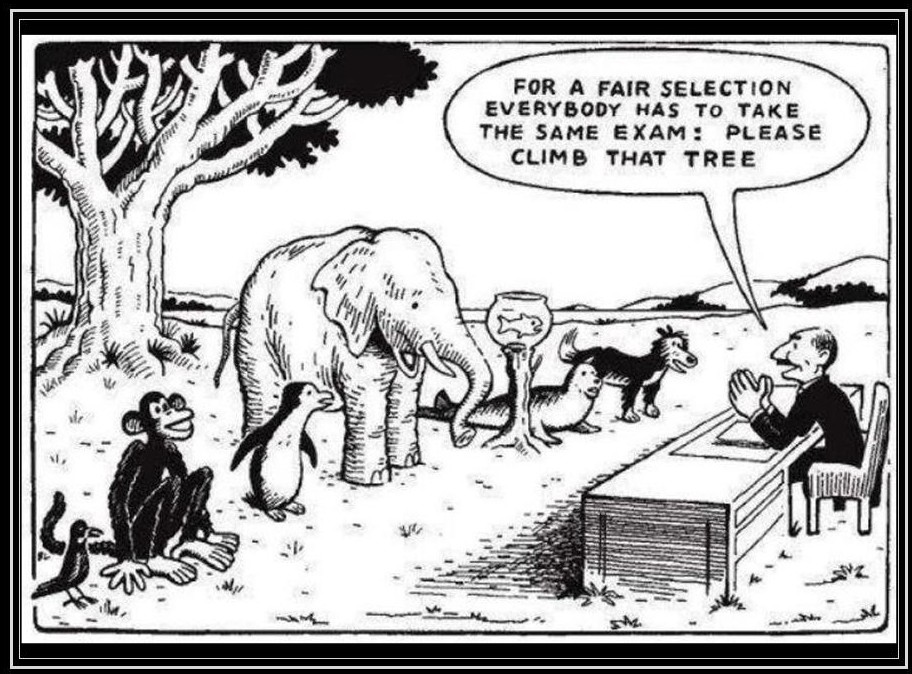 FOR A FAIR SELECTION
EVERYBODY HAS TO TAKE
THE SAME EXAM: PLEASE
CLIMB THAT TREE